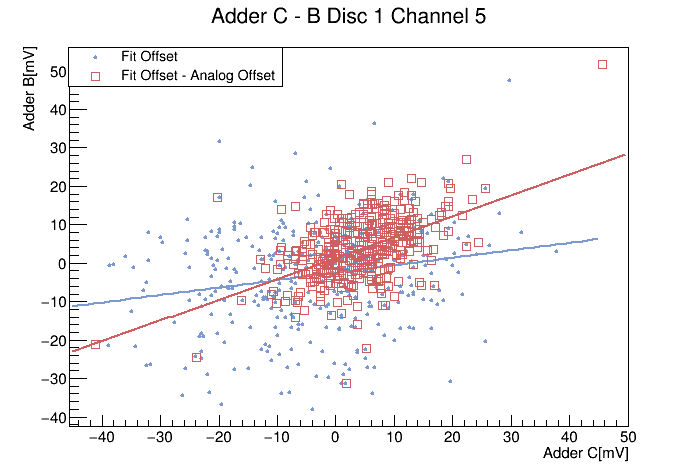 Adder C - B Disc 1 Channel 5
Adder B[mV]
Fit Offset
Fit Offset - Analog Offset
50
40
30
20
10
0
−10
−20
−30
−40
−40 −30 −20 −10 0 10 20 30 40 50
Adder C[mV]